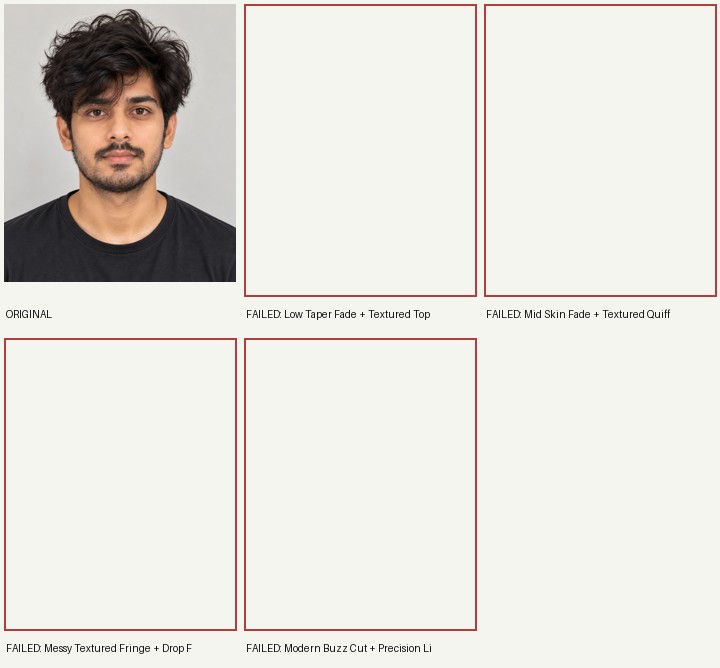 ORIGINAL
FAILED: Low Taper Fade + Textured Top
FAILED: Mid Skin Fade + Textured Quiff
FAILED: Messy Textured Fringe + Drop F
FAILED: Modern Buzz Cut + Precision Li